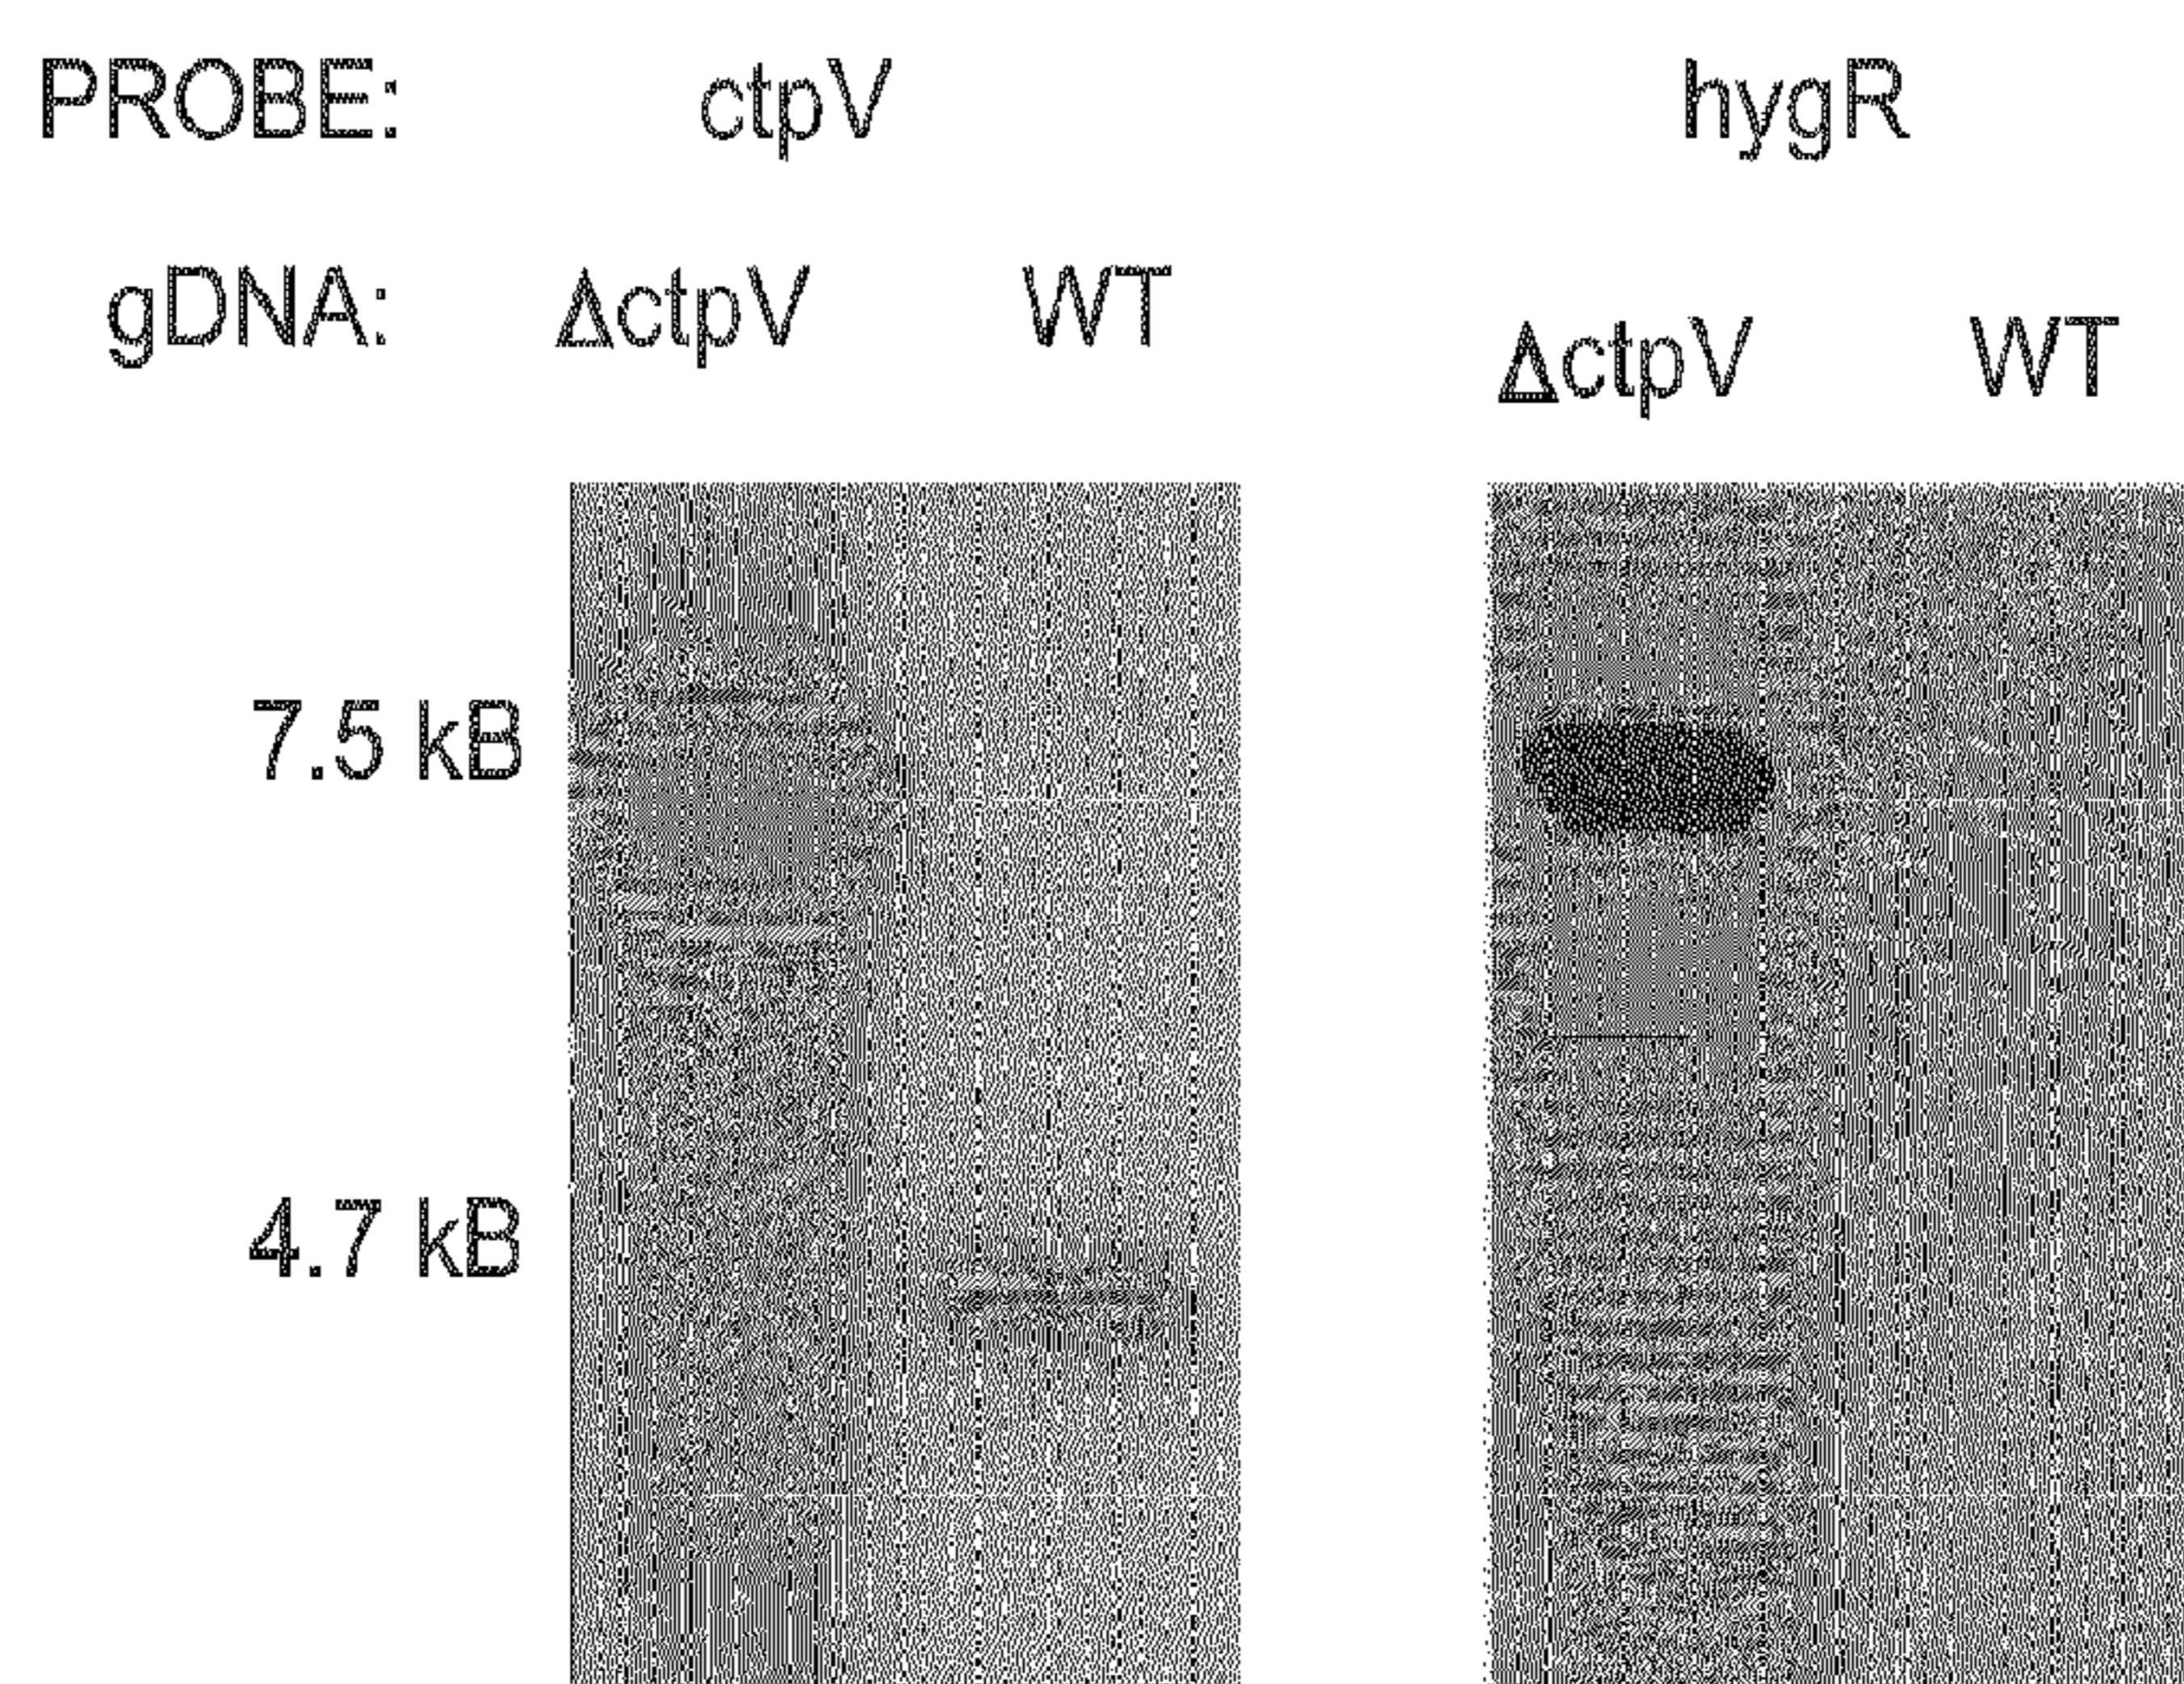 PROBE: ctpV hygR
gDNA: ΔctpV WT ΔctpV WT
7.5 kB
4.7 kB